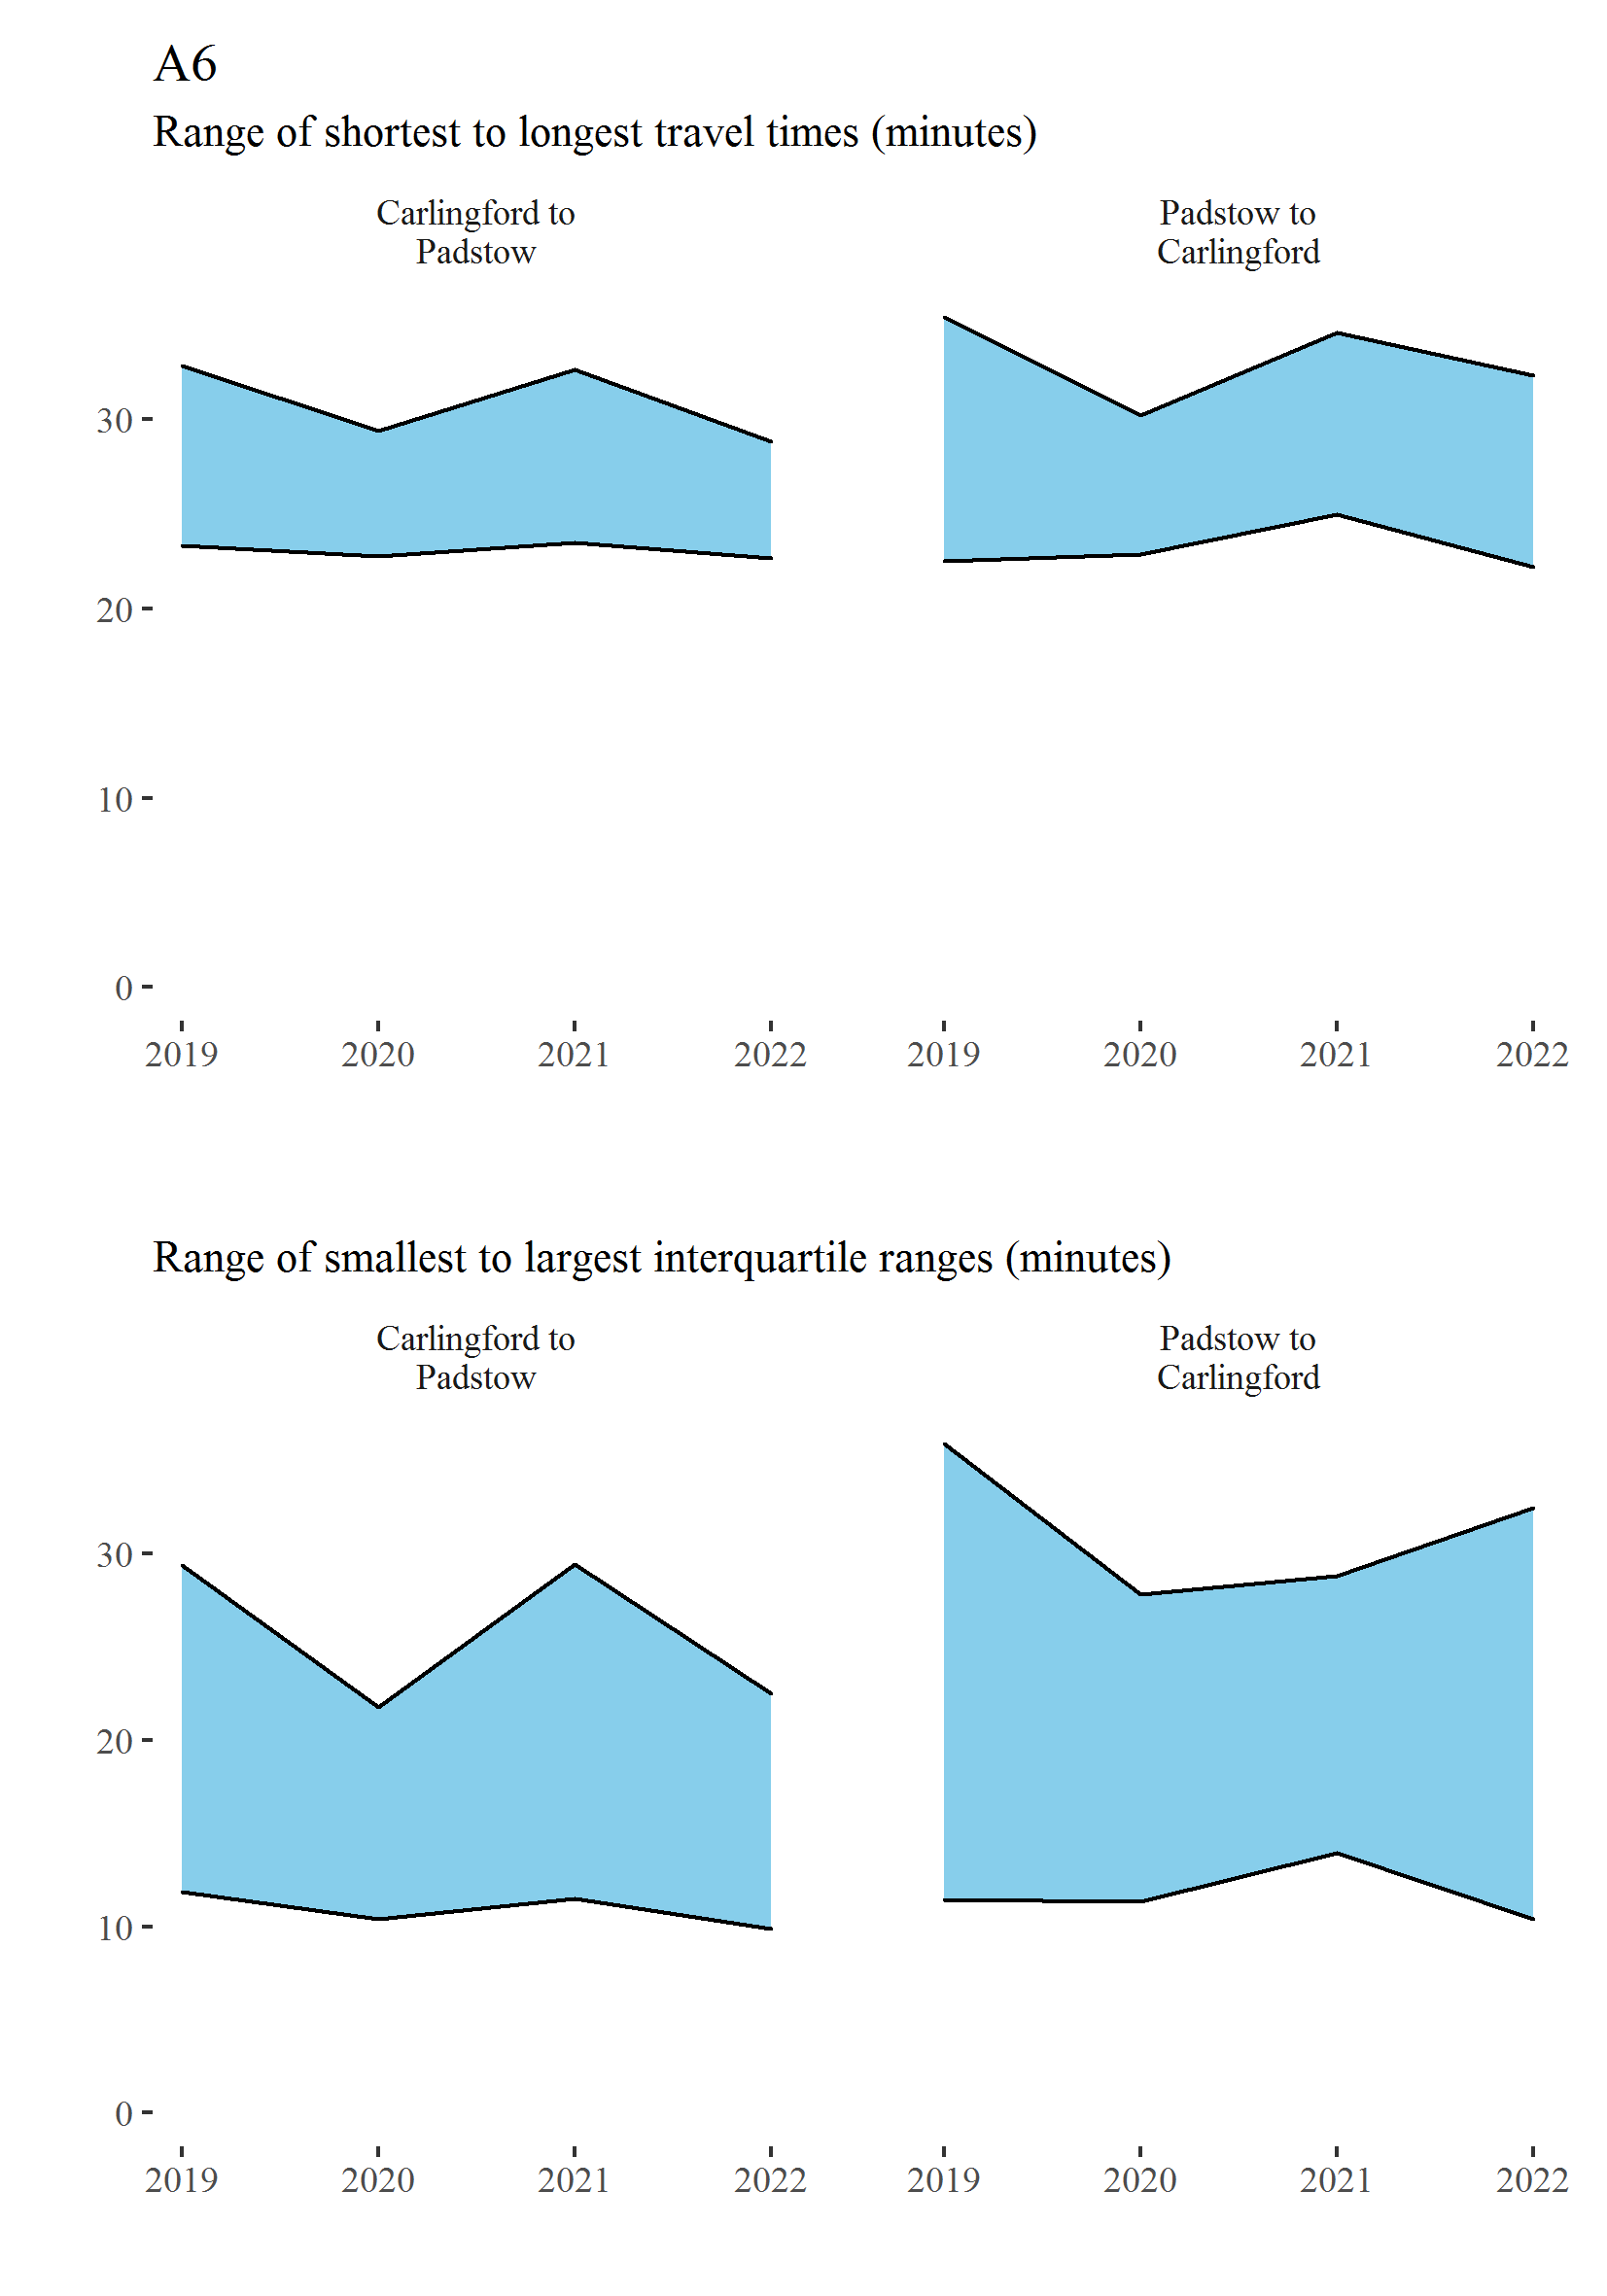 A6
Range of shortest to longest travel times (minutes)
Carlingford to
Padstow
Padstow to
Carlingford
30
20
10
0
2019 2020 2021 2022 2019 2020 2021 2022
Range of smallest to largest interquartile ranges (minutes)
Carlingford to
Padstow
Padstow to
Carlingford
30
20
10
0
2019 2020 2021 2022 2019 2020 2021 2022